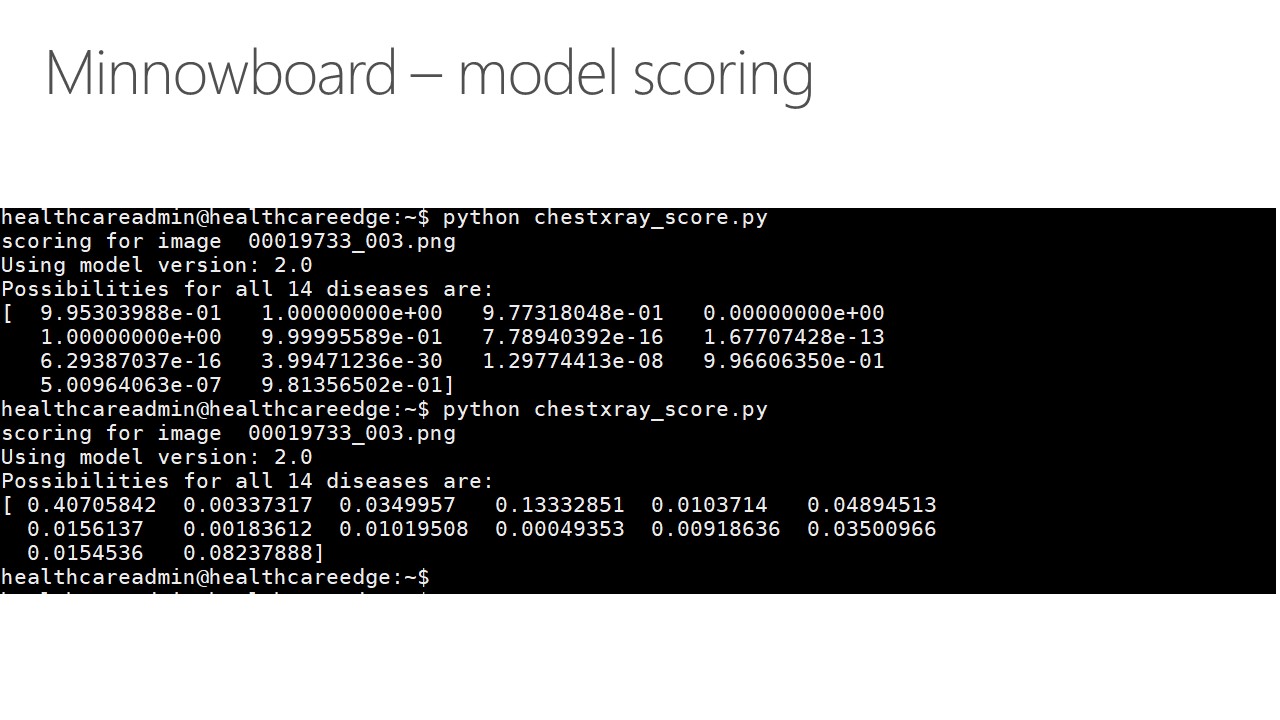 Minnowboard – model scoring
healthcareadmin@healthcareedge:~$ python chestxray_score.py
scoring for image  00019733_003.png
Using model version: 2.0
Possibilities for all 14 diseases are:
[  9.95303988e-01   1.00000000e+00   9.77318048e-01   0.00000000e+00
   1.00000000e+00   9.99995589e-01   7.78940392e-16   1.67707428e-13
   6.29387037e-16   3.99471236e-30   1.29774413e-08   9.96606350e-01
   5.00964063e-07   9.81356502e-01]
healthcareadmin@healthcareedge:~$ python chestxray_score.py
scoring for image  00019733_003.png
Using model version: 2.0
Possibilities for all 14 diseases are:
[ 0.40705842  0.00337317  0.0349957   0.13332851  0.0103714   0.04894513
  0.0156137   0.00183612  0.01019508  0.00049353  0.00918636  0.03500966
  0.0154536   0.08237888]
healthcareadmin@healthcareedge:~$